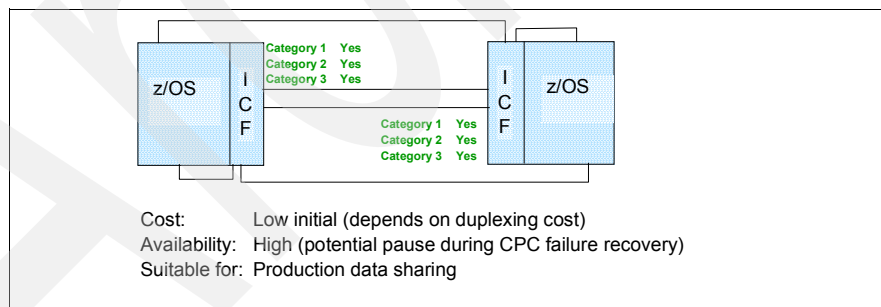 Category 1 Yes
Category 2 Yes
Category 3 Yes
z/OS
I
C
F
I
C
F
z/OS
Category 1 Yes
Category 2 Yes
Category 3 Yes
Cost: Low initial (depends on duplexing cost)
Availability: High (potential pause during CPC failure recovery)
Suitable for: Production data sharing